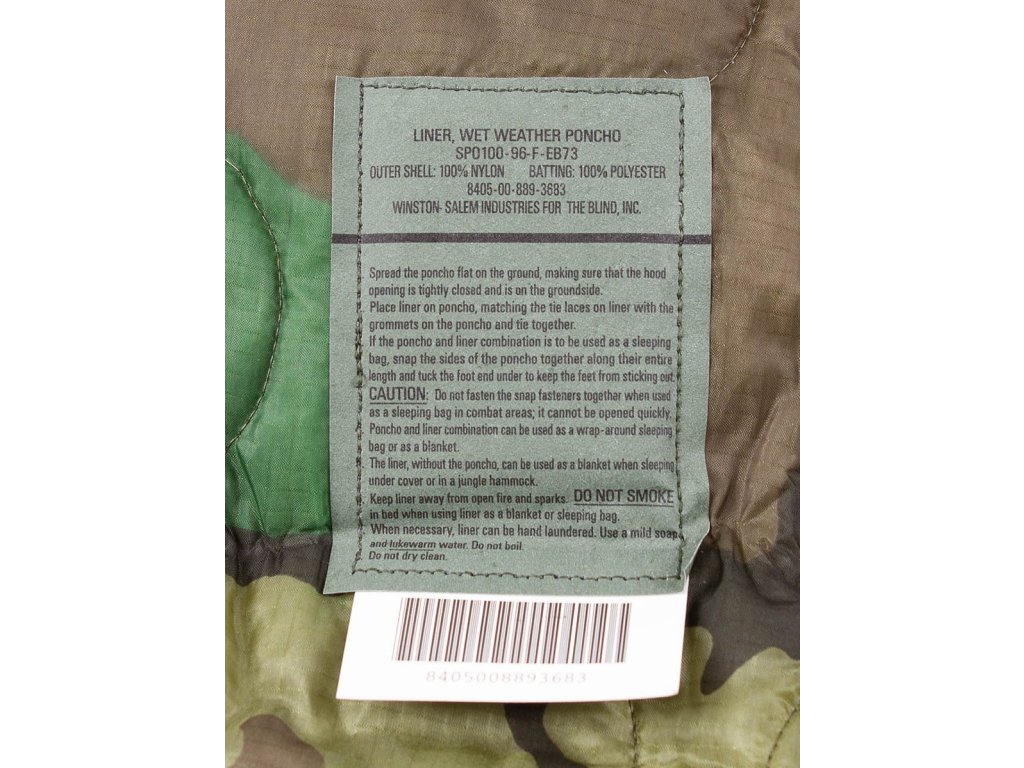 LINER, WET WEATHER PONCHO
SPO100-96-F-EB73
OUTER SHELL: 100% NYLON BATTING: 100% POLYESTER
8405-00-889-3683
WINSTON-SALEM INDUSTRIES FOR THE BLIND, INC.
Spread the poncho flat on the ground, making sure that the hood
opening is tightly closed and is on the groundside.
Place liner on poncho, matching the tie laces on liner with the
grommets on the poncho and tie together.
If the poncho and liner combination is to be used as a sleeping
bag, snap the sides of the poncho together along their entire
length and tuck the foot end under to keep the feet from sticking out.
CAUTION: Do not fasten the snap fasteners together when used
as a sleeping bag in combat areas; it cannot be opened quickly.
Poncho and liner combination can be used as a wrap-around sleeping
bag or as a blanket.
The liner, without the poncho, can be used as a blanket when sleeping
under cover or in a jungle hammock.
Keep liner away from open fire and sparks. DO NOT SMOKE
in bed when using liner as a blanket or sleeping bag.
When necessary, liner can be hand laundered. Use a mild soap
and lukewarm water. Do not boil.
Do not dry clean.
8405008893683